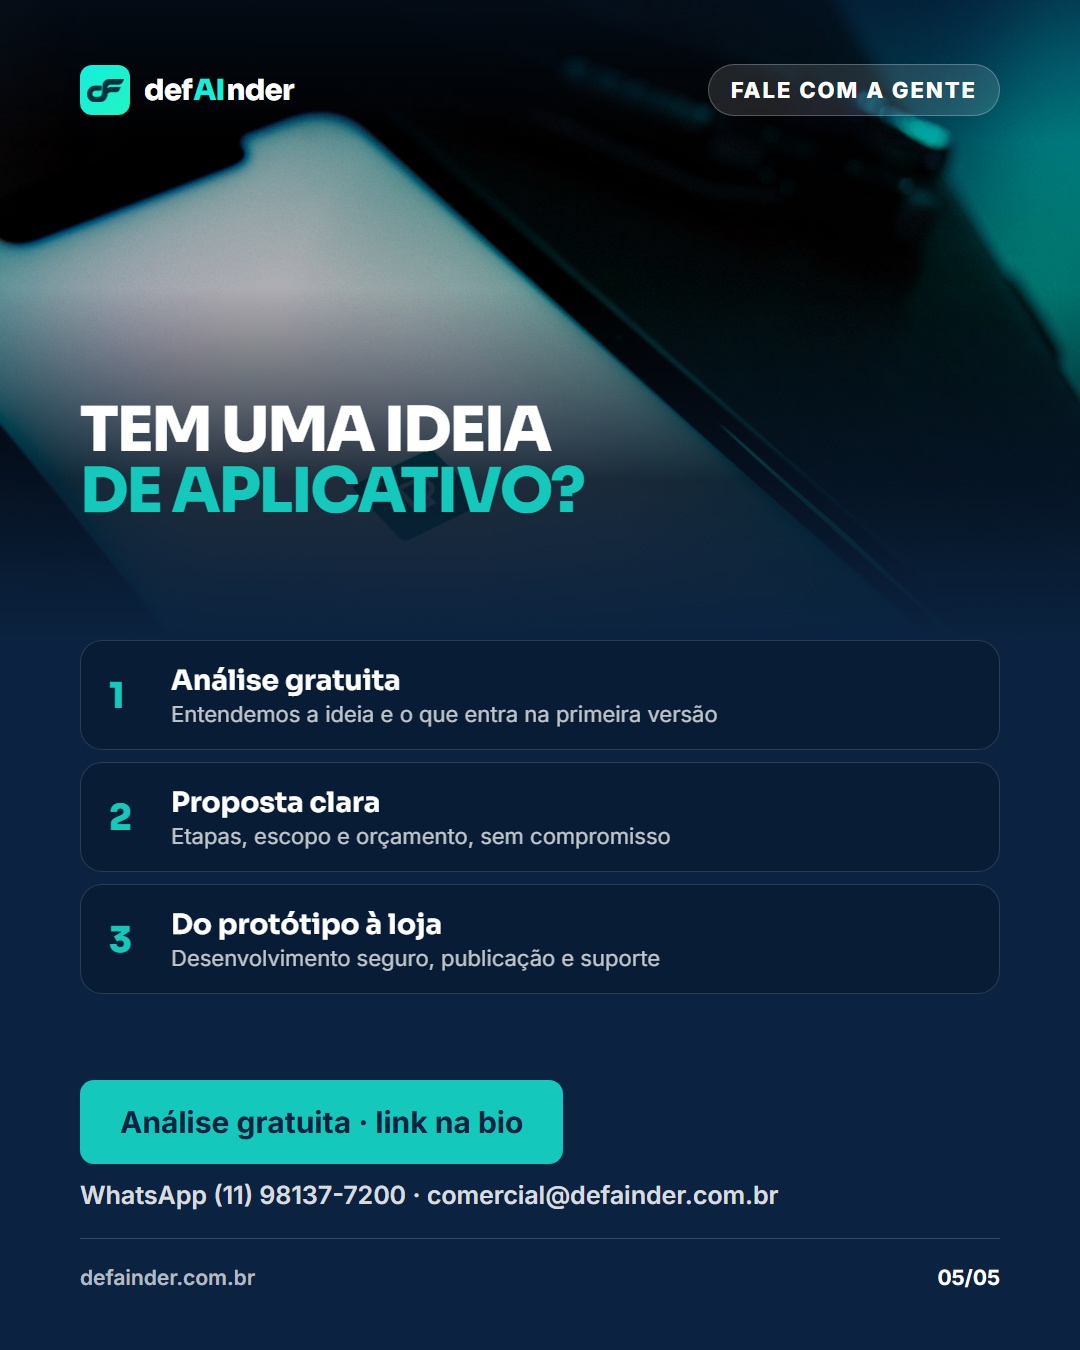 defAInder
FALE COM A GENTE
TEM UMA IDEIA
DE APLICATIVO?
1
Análise gratuita
Entendemos a ideia e o que entra na primeira versão
2
Proposta clara
Etapas, escopo e orçamento, sem compromisso
3
Do protótipo à loja
Desenvolvimento seguro, publicação e suporte
Análise gratuita · link na bio
WhatsApp (11) 98137-7200 · comercial@defainder.com.br
defainder.com.br
05/05